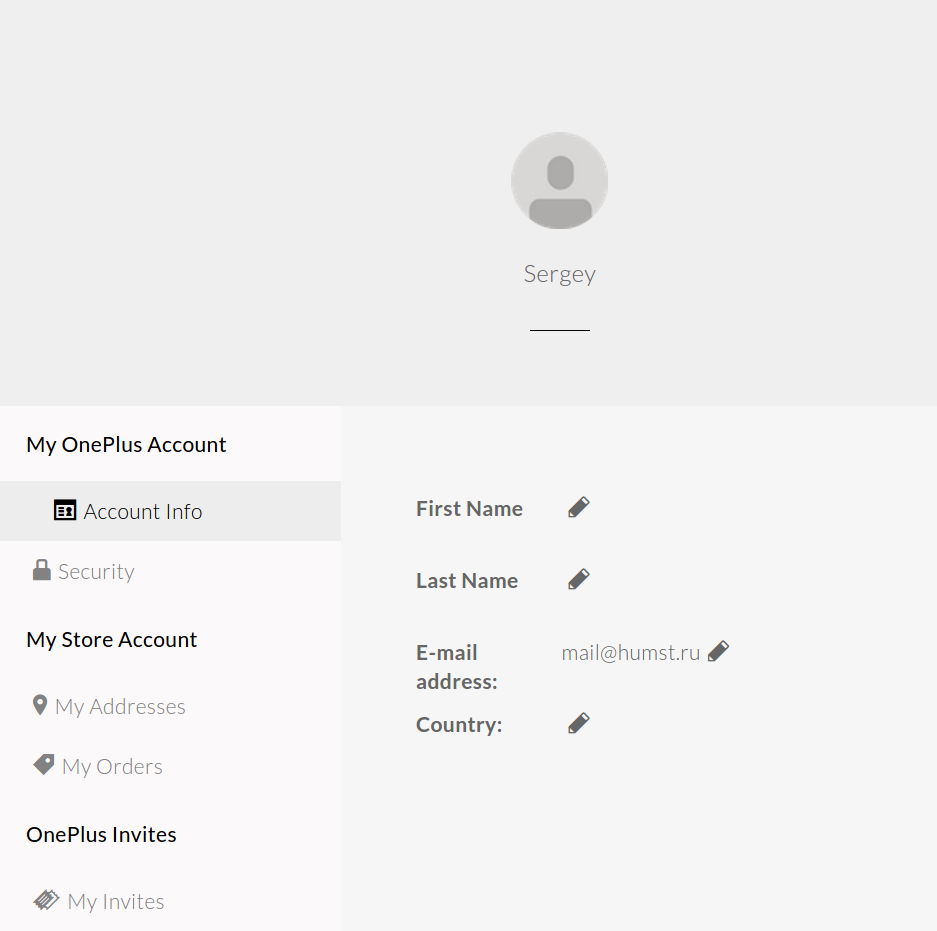 Sergey
My OnePlus Account
Account Info
Security
My Store Account
My Addresses
My Orders
OnePlus Invites
My Invites
First Name
Last Name
E-mail address: mail@humst.ru
Country: